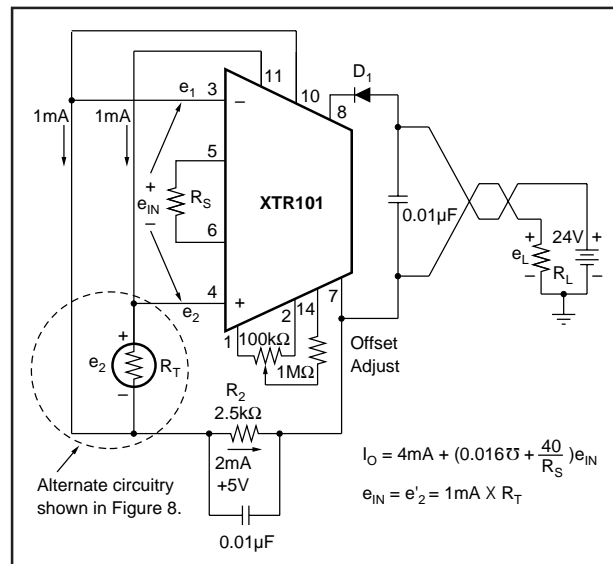 11
10
D1
8
e1
3
−
1mA
1mA
5
+
eIN
−
RS
XTR101
0.01µF
6
4
+
e2
7
14
2
1
100kΩ
1MΩ
Offset
Adjust
+
eL
−
RL
24V
+
−
+
e2
−
RT
R2
2.5kΩ
2mA
+5V
0.01µF
Alternate circuitry
shown in Figure 8.
IO = 4mA + (0.016℧ + 40/RS)eIN
eIN = e'2 = 1mA X RT